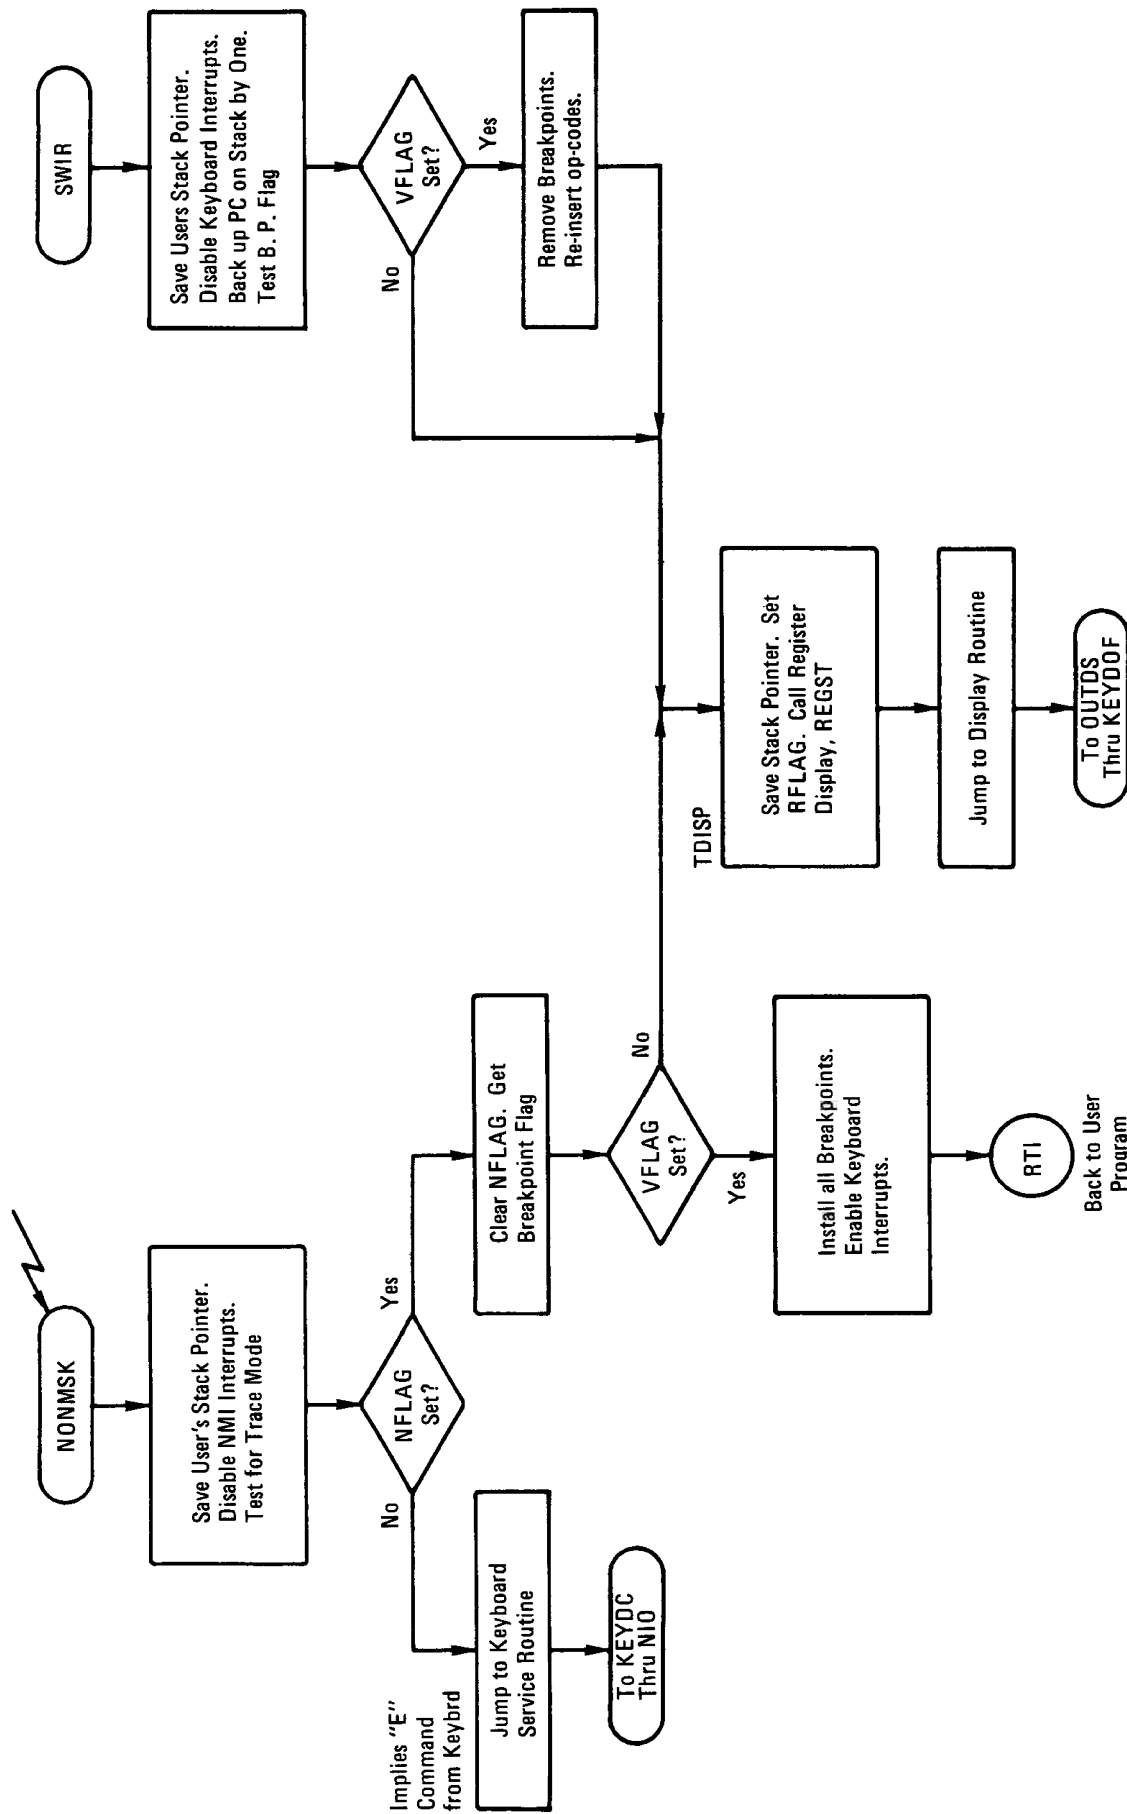 NONMSK
Save User's Stack Pointer.
Disable NMI Interrupts.
Test for Trace Mode
NFLAG
Set?
No
Yes
Implies "E"
Command
from Keybrd
Jump to Keyboard
Service Routine
To KEYDC
Thru NIO
Clear NFLAG. Get
Breakpoint Flag
VFLAG
Set?
No
Yes
Install all Breakpoints.
Enable Keyboard
Interrupts.
RTI
Back to User
Program
SWIR
Save Users Stack Pointer.
Disable Keyboard Interrupts.
Back up PC on Stack by One.
Test B. P. Flag
VFLAG
Set?
No
Yes
Remove Breakpoints.
Re-insert op-codes.
TDISP
Save Stack Pointer. Set
RFLAG. Call Register
Display, REGST
Jump to Display Routine
To OUTDS
Thru KEYDOF